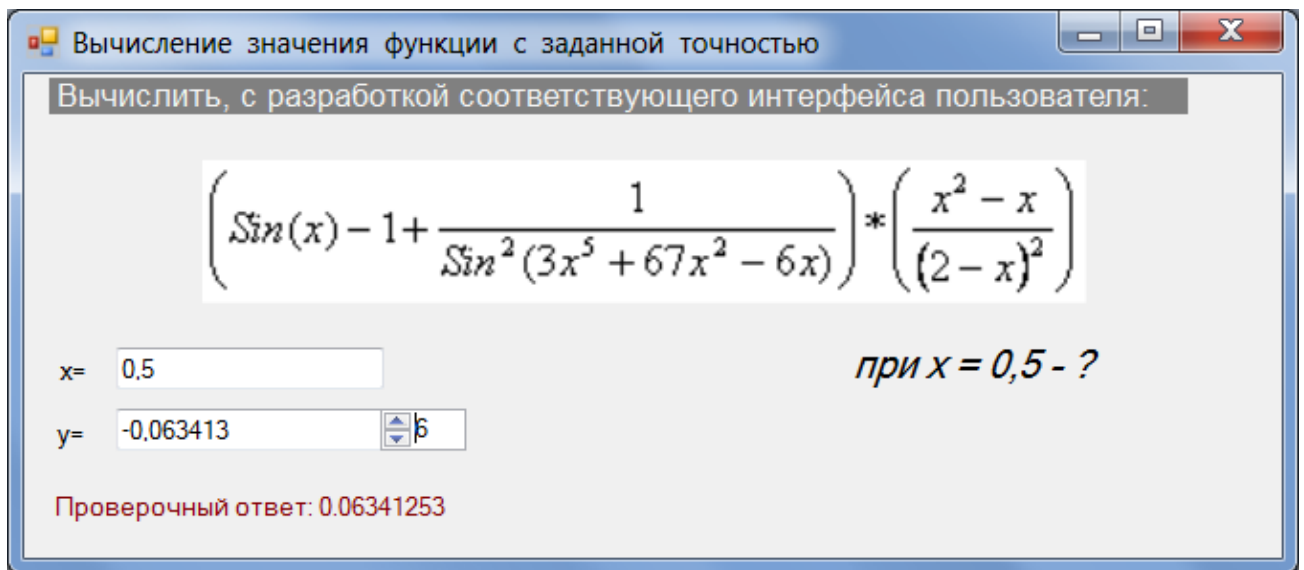 Вычисление значения функции с заданной точностью
Вычислить, с разработкой соответствующего интерфейса пользователя:
(Sin(x) − 1 + 1/(Sin²(3x⁵ + 67x² − 6x))) * ((x² − x)/((2 − x)²))
при x = 0,5 - ?
x= 0,5
y= -0,063413 6
Проверочный ответ: 0.06341253